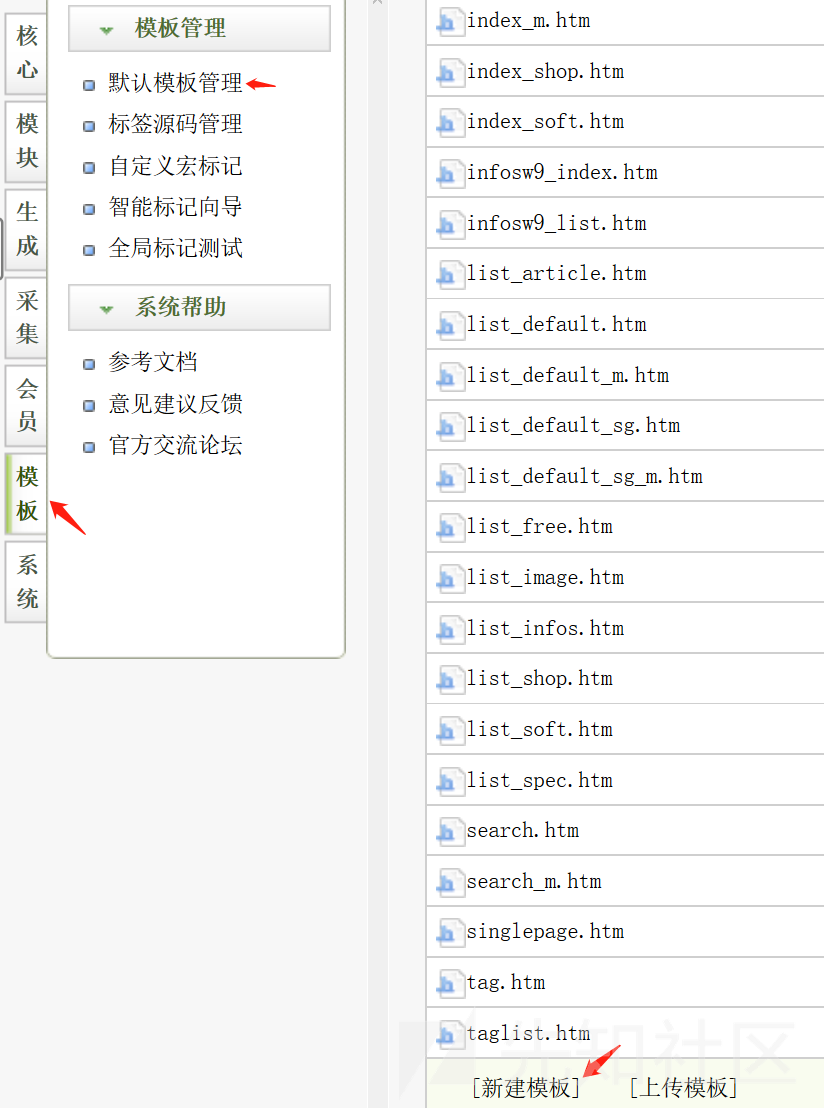 核心
模块
生成
采集
会员
模板
系统
模板管理
默认模板管理
标签源码管理
自定义宏标记
智能标记向导
全局标记测试
系统帮助
参考文档
意见建议反馈
官方交流论坛
index_m.htm
index_shop.htm
index_soft.htm
infosw9_index.htm
infosw9_list.htm
list_article.htm
list_default.htm
list_default_m.htm
list_default_sg.htm
list_default_sg_m.htm
list_free.htm
list_image.htm
list_infos.htm
list_shop.htm
list_soft.htm
list_spec.htm
search.htm
search_m.htm
singlepage.htm
tag.htm
taglist.htm
[新建模板] [上传模板]
先知社区